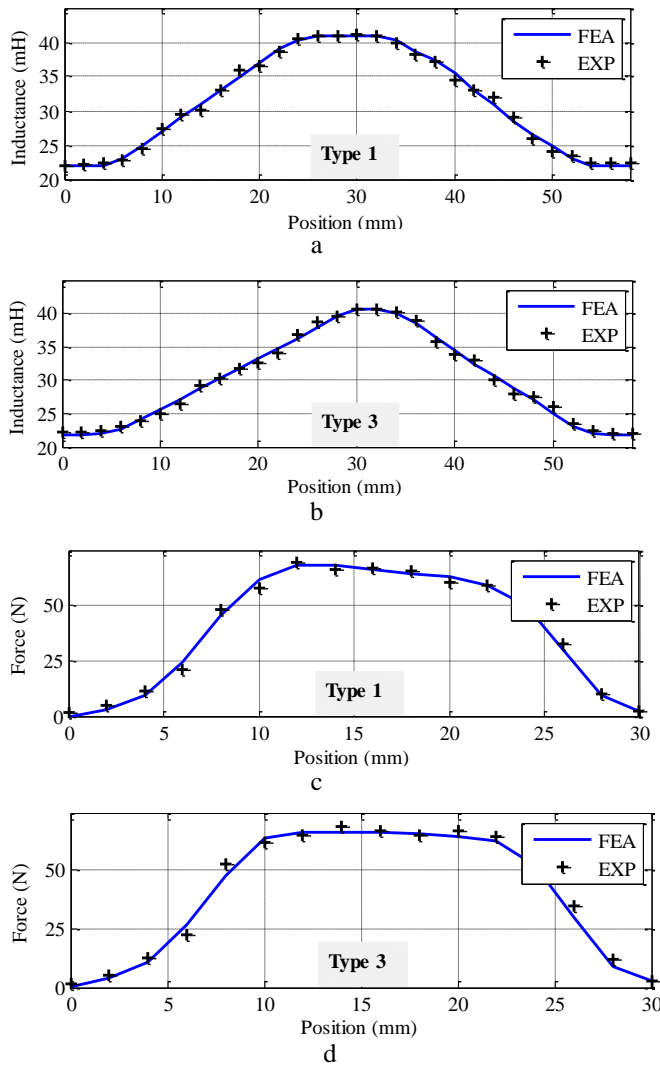 40
35
30
25
20
Inductance (mH)
FEA
EXP
Type 1
0 10 20 30 40 50
Position (mm)
a
40
35
30
25
20
Inductance (mH)
FEA
EXP
Type 3
0 10 20 30 40 50
Position (mm)
b
50
25
0
Force (N)
FEA
EXP
Type 1
0 5 10 15 20 25 30
Position (mm)
c
50
25
0
Force (N)
FEA
EXP
Type 3
0 5 10 15 20 25 30
Position (mm)
d